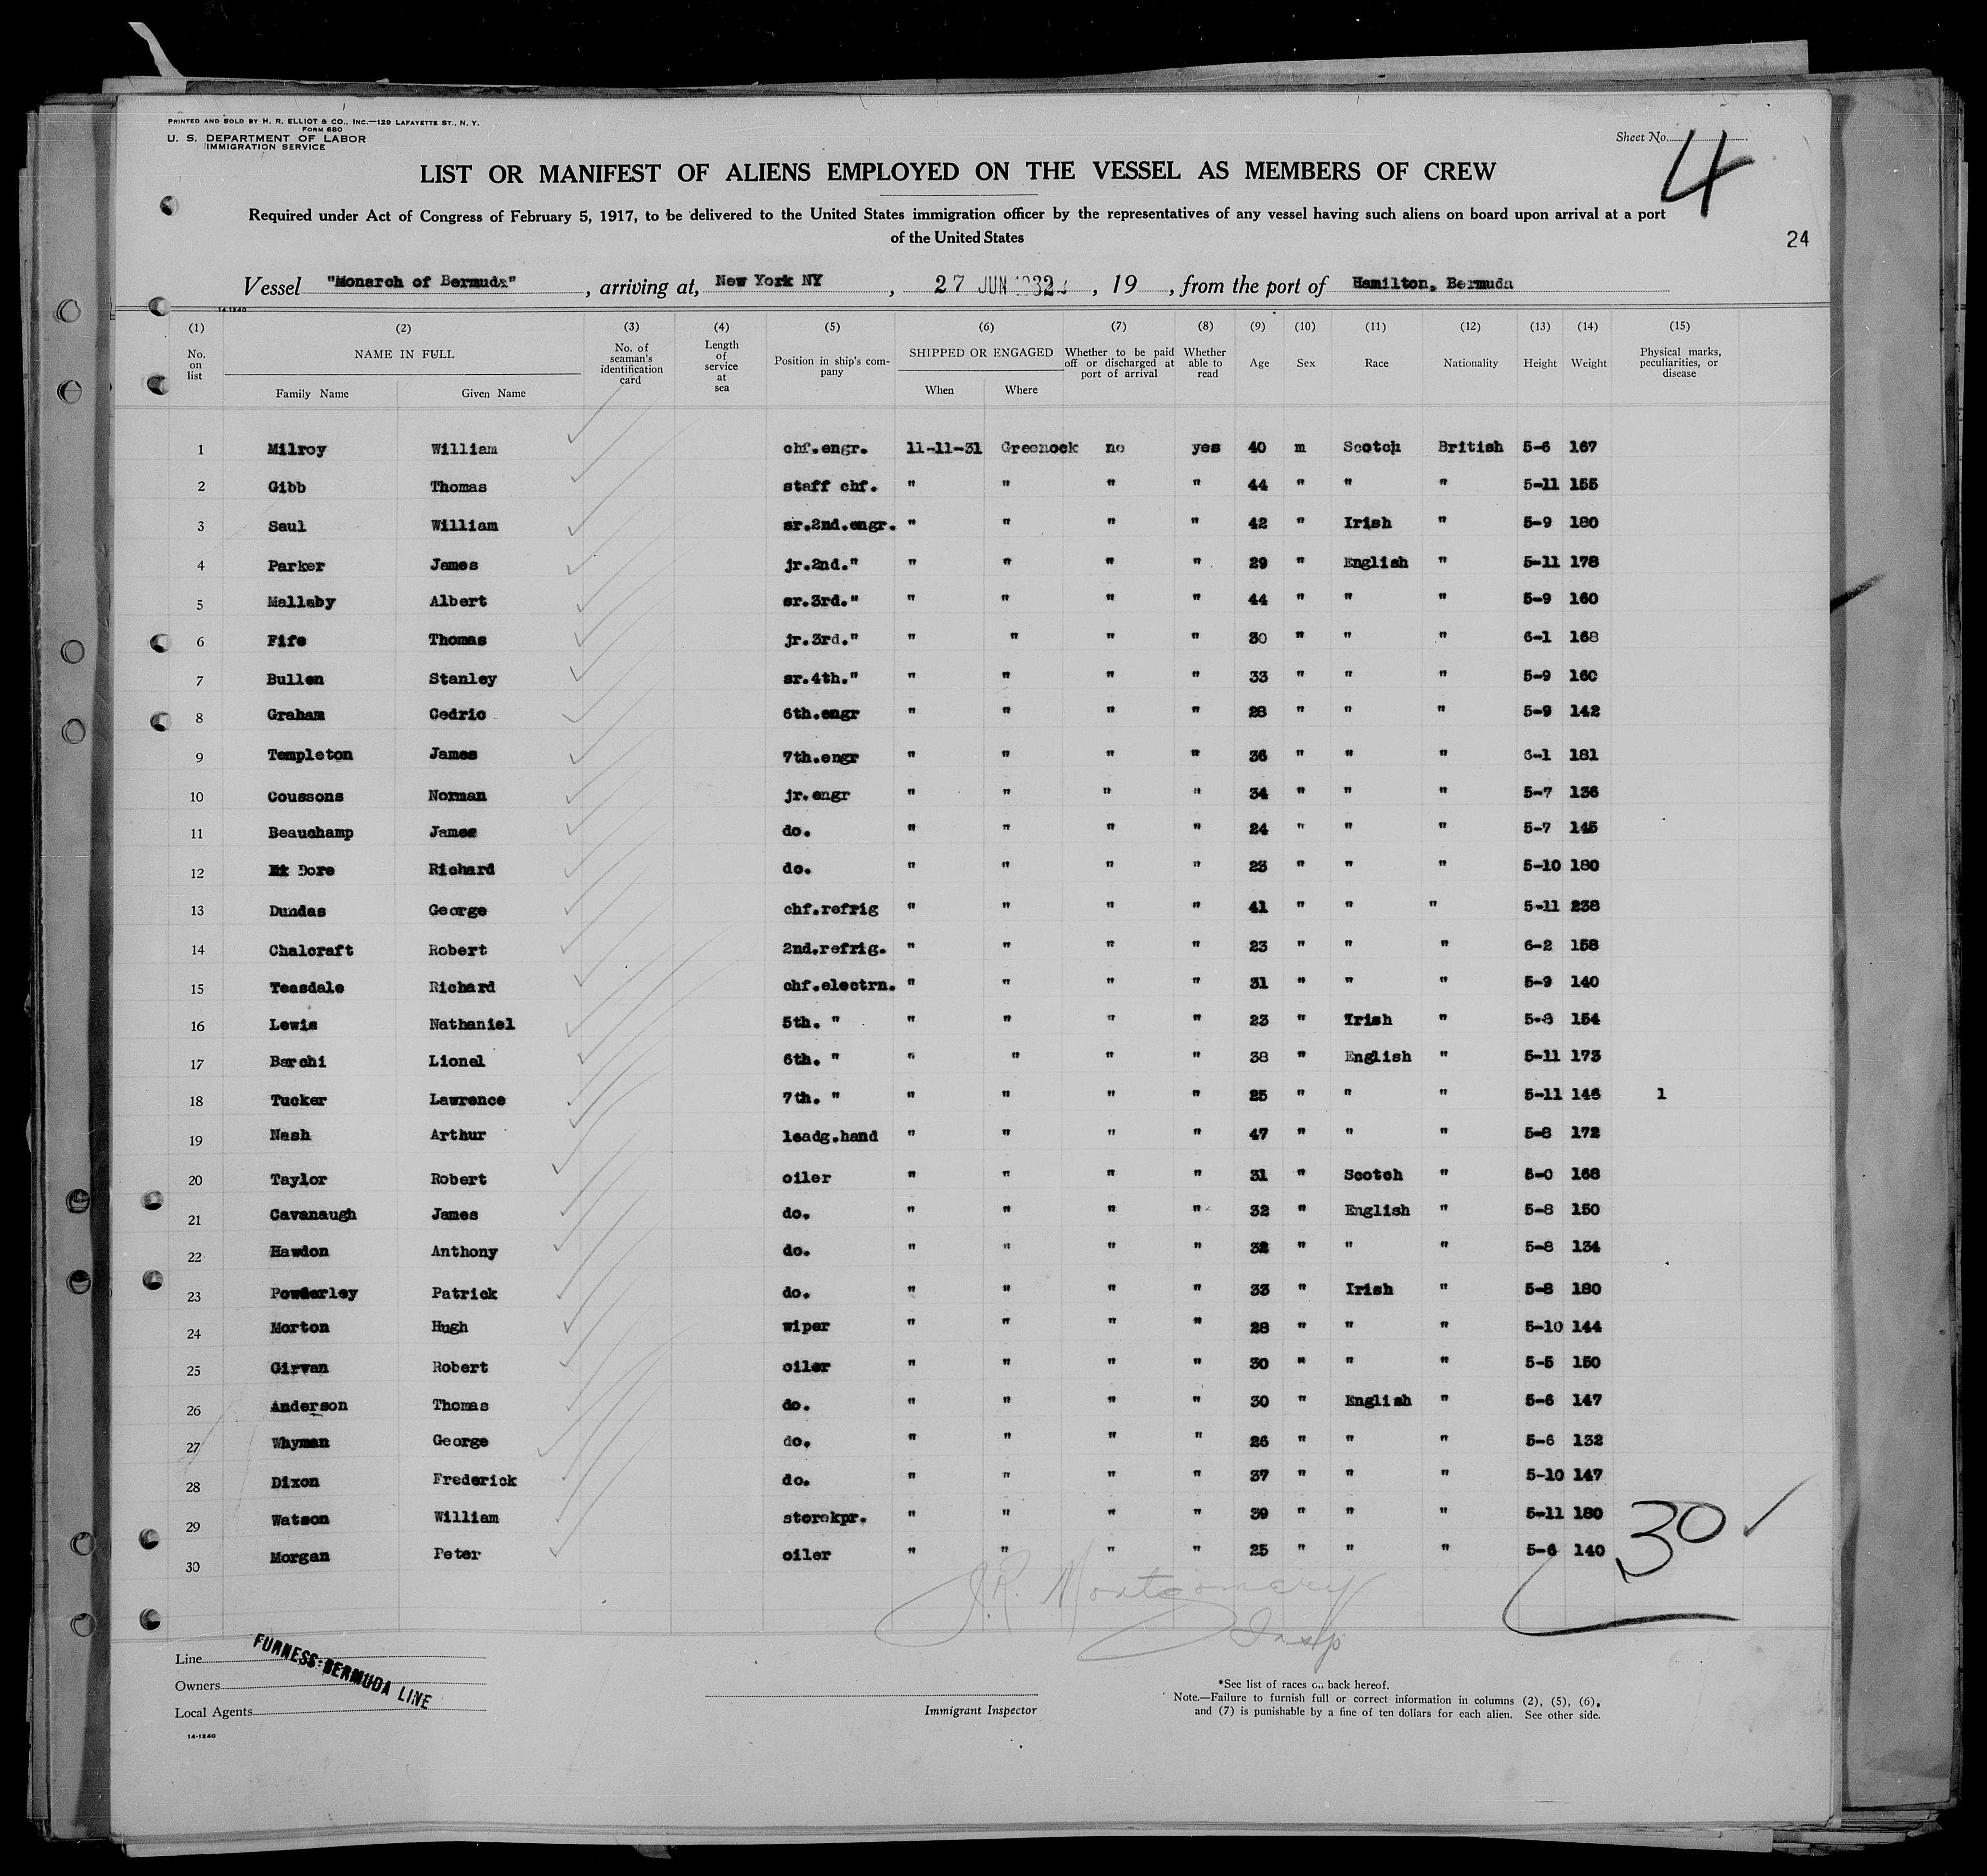 PRINTED AND SOLD BY H. R. ELLIOT & CO., INC.—129 LAFAYETTE ST., N. Y.
FORM 680
U. S. DEPARTMENT OF LABOR
IMMIGRATION SERVICE
Sheet No. 4
LIST OR MANIFEST OF ALIENS EMPLOYED ON THE VESSEL AS MEMBERS OF CREW
Required under Act of Congress of February 5, 1917, to be delivered to the United States immigration officer by the representatives of any vessel having such aliens on board upon arrival at a port
of the United States
24
Vessel "Monarch of Bermuda", arriving at, New York NY, 27 JUN 1932, 19, from the port of Hamilton, Bermuda
14-1240
(1) (2) (3) (4) (5) (6) (7) (8) (9) (10) (11) (12) (13) (14) (15)
No. on list NAME IN FULL Family Name Given Name No. of seaman's identification card Length of service at sea Position in ship's company SHIPPED OR ENGAGED When Where Whether to be paid off or discharged at port of arrival Whether able to read Age Sex Race Nationality Height Weight Physical marks, peculiarities, or disease
1 Milroy William chf.engr. 11-11-31 Greenock no yes 40 m Scotch British 5-6 167
2 Gibb Thomas staff chf. " " " " 44 " " " 5-11 155
3 Saul William sr.2nd.engr. " " " " 42 " Irish " 5-9 180
4 Parker James jr.2nd." " " " " 29 " English " 5-11 178
5 Mallaby Albert sr.3rd." " " " " 44 " " " 5-9 160
6 Fife Thomas jr.3rd." " " " " 30 " " " 6-1 168
7 Bullen Stanley sr.4th." " " " " 33 " " " 5-9 160
8 Graham Cedric 6th.engr " " " " 28 " " " 5-9 142
9 Templeton James 7th.engr " " " " 36 " " " 6-1 181
10 Coussons Norman jr.engr " " " " 34 " " " 5-7 136
11 Beauchamp James do. " " " " 24 " " " 5-7 145
12 Dore Richard do. " " " " 23 " " " 5-10 180
13 Dundas George chf.refrig " " " " 41 " " " 5-11 238
14 Chalcraft Robert 2nd.refrig. " " " " 23 " " " 6-2 158
15 Teasdale Richard chf.electrn. " " " " 31 " " " 5-9 140
16 Lewis Nathaniel 5th. " " " " " 23 " Irish " 5-8 154
17 Barchi Lionel 6th. " " " " " 38 " English " 5-11 173
18 Tucker Lawrence 7th. " " " " " 25 " " " 5-11 146 1
19 Nash Arthur leadg.hand " " " " 47 " " " 5-8 172
20 Taylor Robert oiler " " " " 31 " Scotch " 5-0 168
21 Cavanaugh James do. " " " " 32 " English " 5-8 150
22 Hawdon Anthony do. " " " " 32 " " " 5-8 134
23 Powderley Patrick do. " " " " 33 " Irish " 5-8 180
24 Morton Hugh wiper " " " " 28 " " " 5-10 144
25 Girvan Robert oiler " " " " 30 " " " 5-5 150
26 Anderson Thomas do. " " " " 30 " English " 5-6 147
27 Whyman George do. " " " " 26 " " " 5-6 132
28 Dixon Frederick do. " " " " 37 " " " 5-10 147
29 Watson William storekpr. " " " " 39 " " " 5-11 180
30 Morgan Peter oiler " " " " 25 " " " 5-6 140
30
J.R. Montgomery
Insp
Line
Owners
Local Agents
FURNESS-BERMUDA LINE
Immigrant Inspector
*See list of races on back hereof.
Note.—Failure to furnish full or correct information in columns (2), (5), (6),
and (7) is punishable by a fine of ten dollars for each alien. See other side.
14-1240